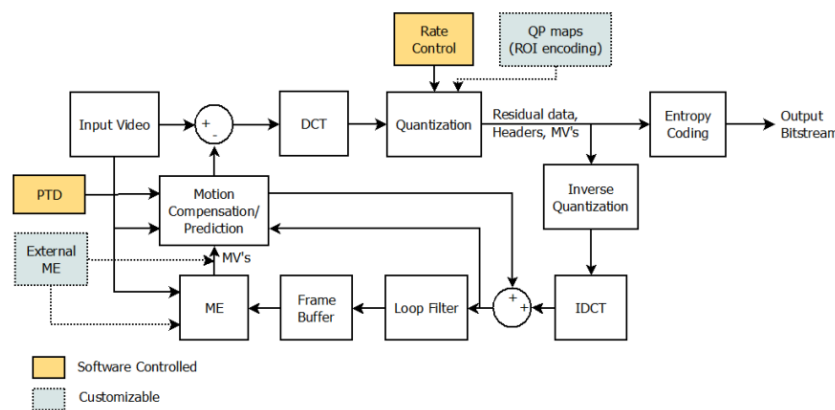 Rate
Control
QP maps
(ROI encoding)
Input Video
+
-
DCT
Quantization
Residual data,
Headers, MV's
Entropy
Coding
Output
Bitstream
PTD
Motion
Compensation/
Prediction
Inverse
Quantization
External
ME
MV's
ME
Frame
Buffer
Loop Filter
+
+
IDCT
Software Controlled
Customizable